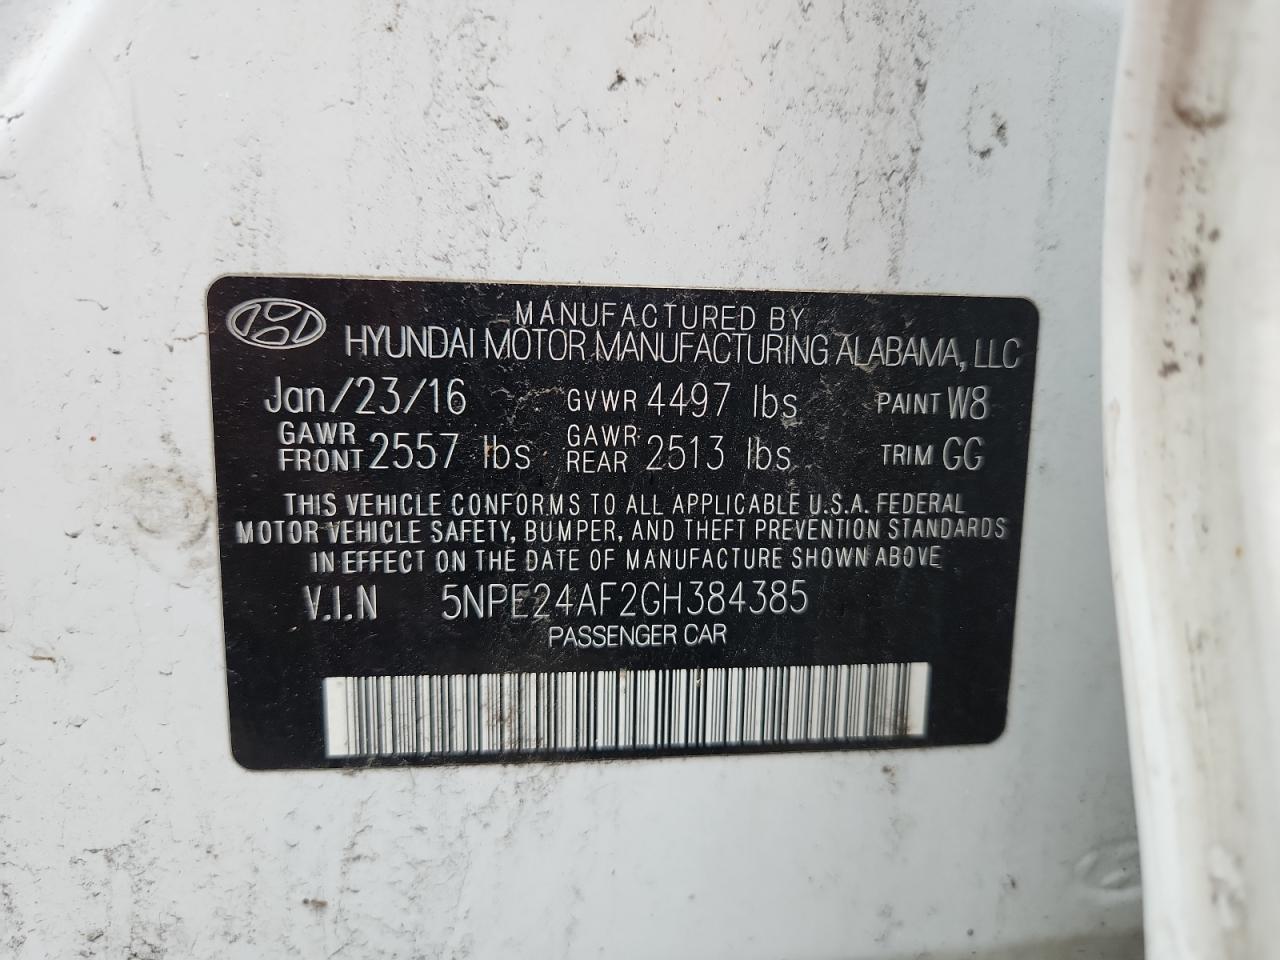 MANUFACTURED BY
HYUNDAI MOTOR MANUFACTURING ALABAMA, LLC
Jan/23/16 GVWR 4497 lbs PAINT W8
GAWR FRONT 2557 lbs GAWR REAR 2513 lbs TRIM GG
THIS VEHICLE CONFORMS TO ALL APPLICABLE U.S.A. FEDERAL
MOTOR VEHICLE SAFETY, BUMPER, AND THEFT PREVENTION STANDARDS
IN EFFECT ON THE DATE OF MANUFACTURE SHOWN ABOVE
V.I.N 5NPE24AF2GH384385
PASSENGER CAR